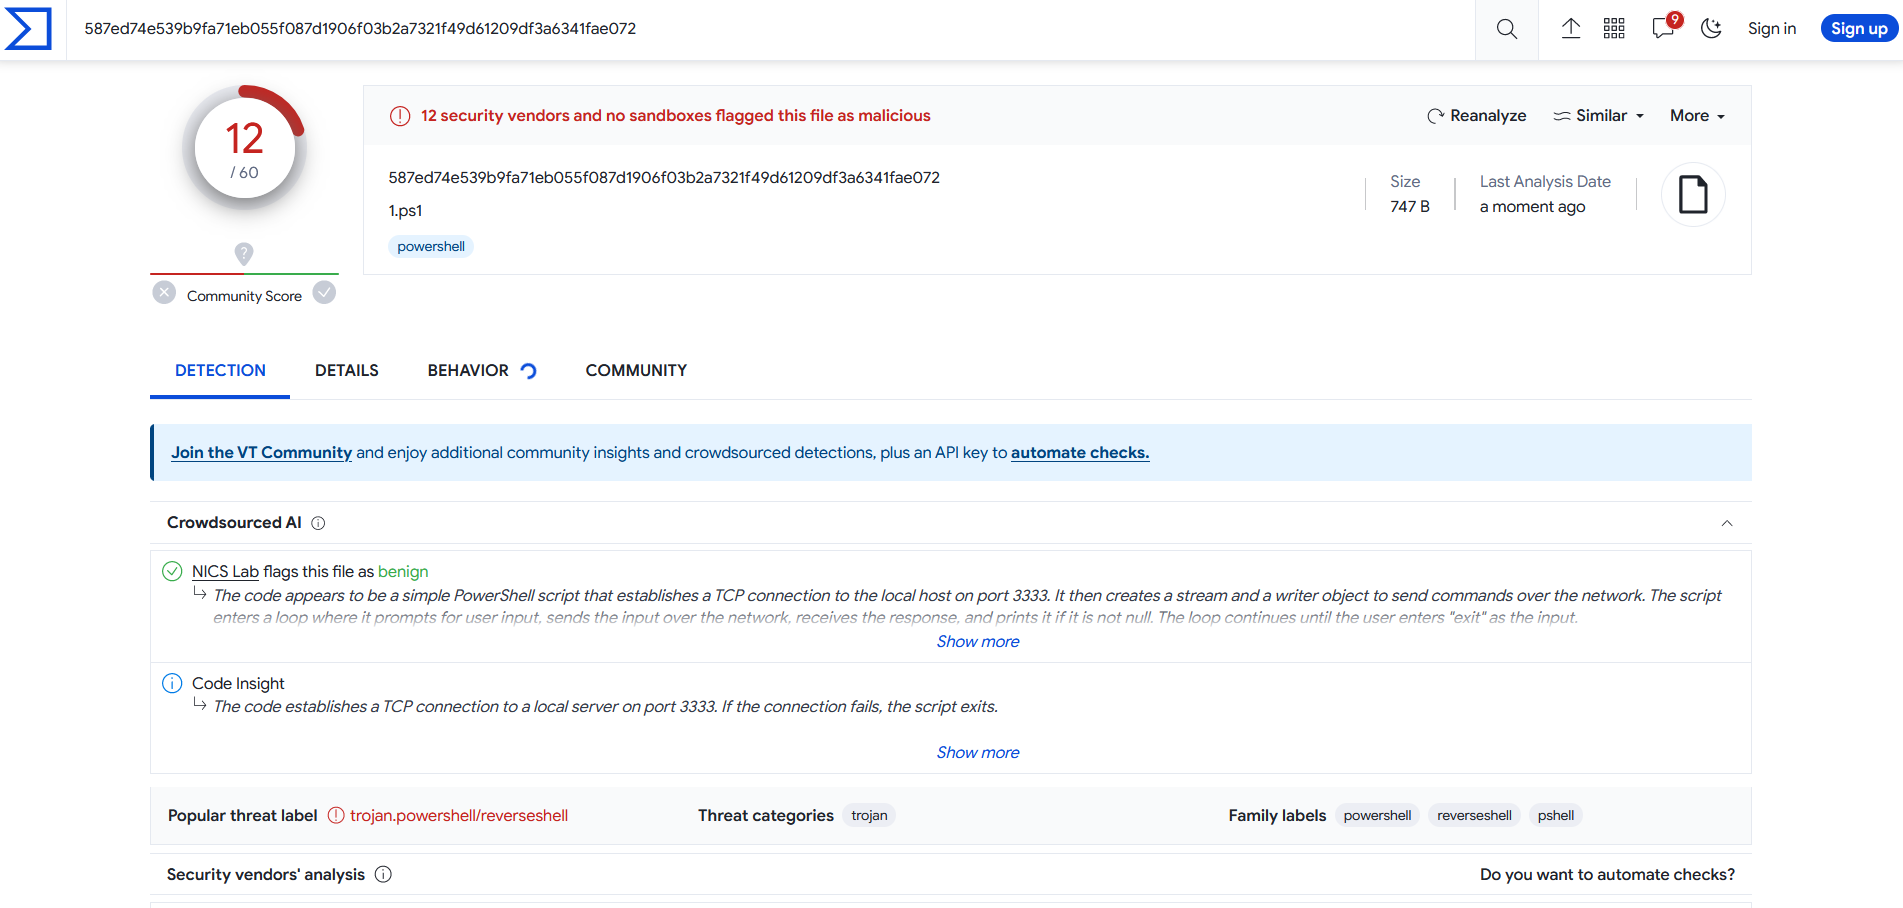 587ed74e539b9fa71eb055f087d1906f03b2a7321f49d61209df3a6341fae072
9
Sign in
Sign up
12
/ 60
Community Score
12 security vendors and no sandboxes flagged this file as malicious
Reanalyze
Similar
More
587ed74e539b9fa71eb055f087d1906f03b2a7321f49d61209df3a6341fae072
1.ps1
powershell
Size
747 B
Last Analysis Date
a moment ago
DETECTION
DETAILS
BEHAVIOR
COMMUNITY
Join the VT Community and enjoy additional community insights and crowdsourced detections, plus an API key to automate checks.
Crowdsourced AI
NICS Lab flags this file as benign
The code appears to be a simple PowerShell script that establishes a TCP connection to the local host on port 3333. It then creates a stream and a writer object to send commands over the network. The script
enters a loop where it prompts for user input, sends the input over the network, receives the response, and prints it if it is not null. The loop continues until the user enters "exit" as the input.
Show more
Code Insight
The code establishes a TCP connection to a local server on port 3333. If the connection fails, the script exits.
Show more
Popular threat label
trojan.powershell/reverseshell
Threat categories
trojan
Family labels
powershell
reverseshell
pshell
Security vendors' analysis
Do you want to automate checks?